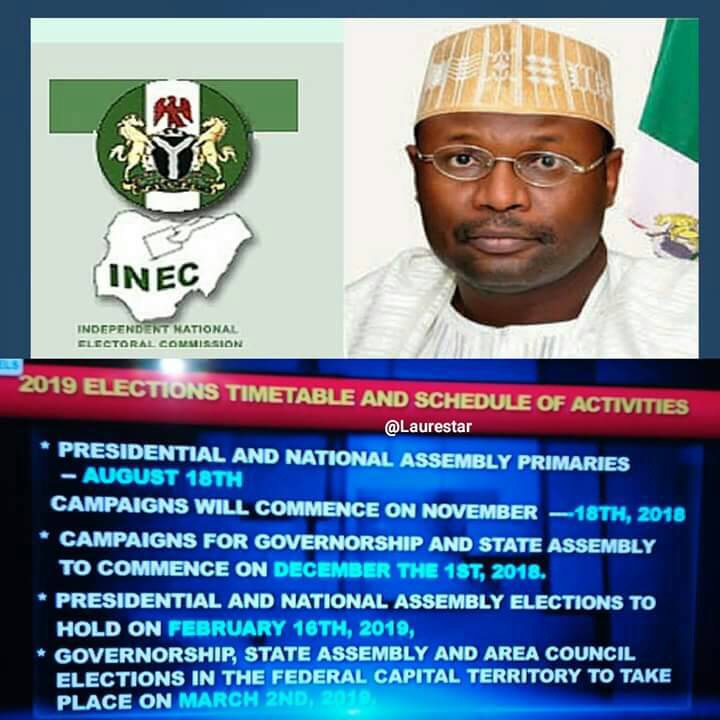 INEC
INDEPENDENT NATIONAL
ELECTORAL COMMISSION
ELS
2019 ELECTIONS TIMETABLE AND SCHEDULE OF ACTIVITIES
@Laurestar
* PRESIDENTIAL AND NATIONAL ASSEMBLY PRIMARIES
– AUGUST 18TH
CAMPAIGNS WILL COMMENCE ON NOVEMBER —-18TH, 2018
* CAMPAIGNS FOR GOVERNORSHIP AND STATE ASSEMBLY
TO COMMENCE ON DECEMBER THE 1ST, 2018.
* PRESIDENTIAL AND NATIONAL ASSEMBLY ELECTIONS TO
HOLD ON FEBRUARY 16TH, 2019,
* GOVERNORSHIP, STATE ASSEMBLY AND AREA COUNCIL
ELECTIONS IN THE FEDERAL CAPITAL TERRITORY TO TAKE
PLACE ON MARCH 2ND, 2019.